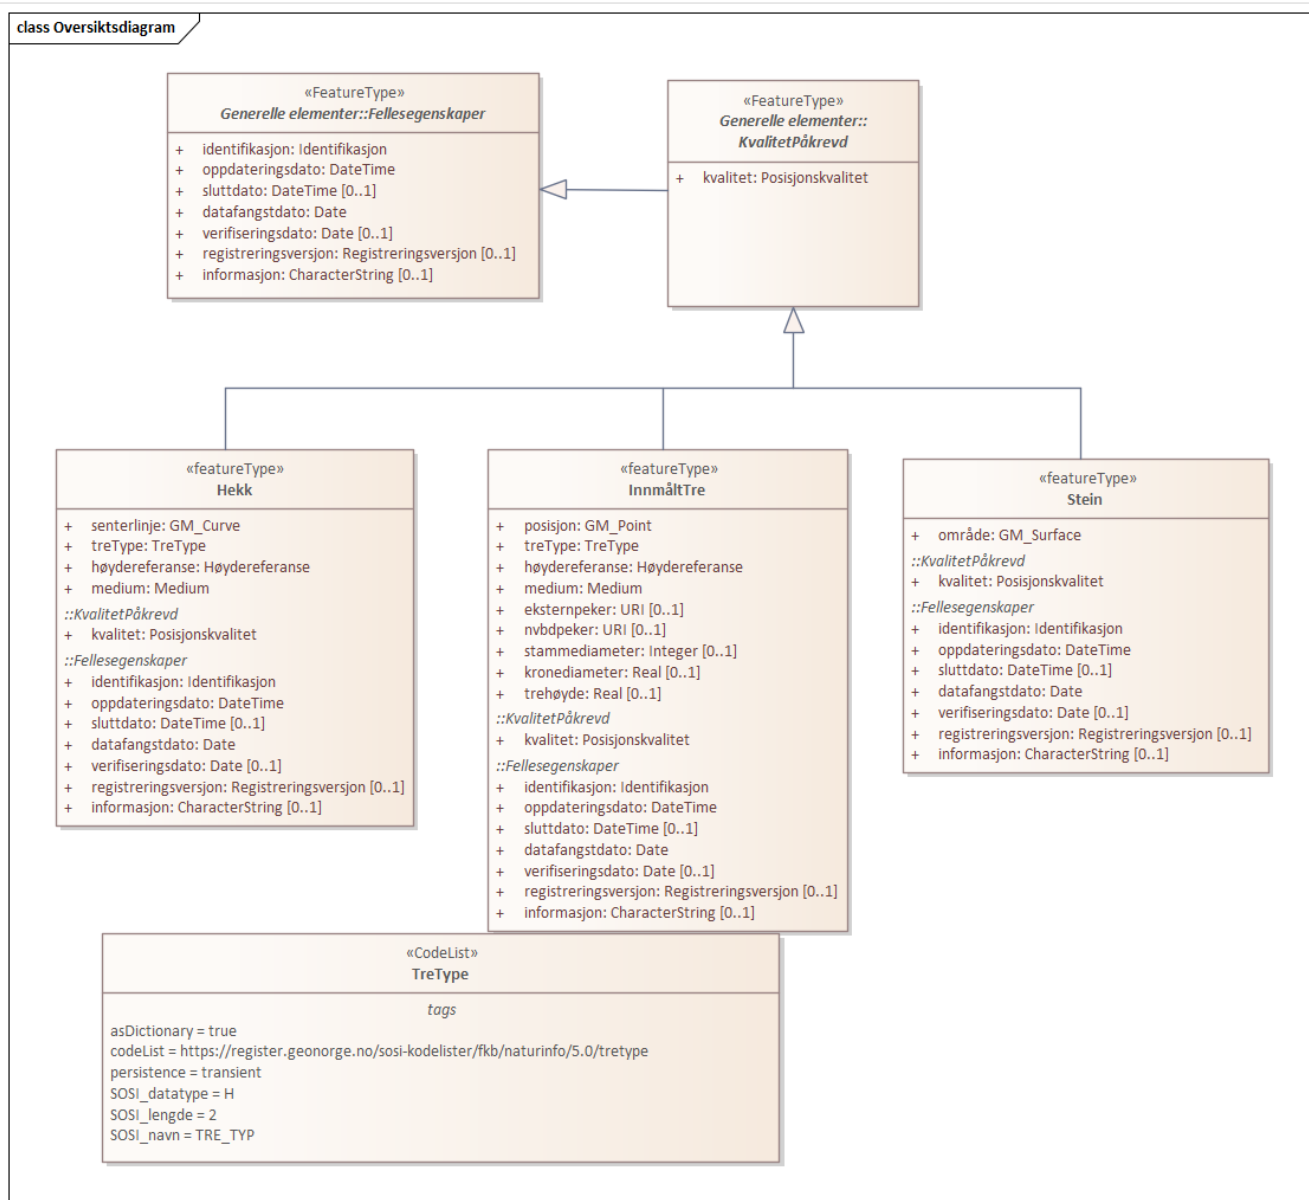 class Oversiktsdiagram
«FeatureType»
Generelle elementer::Fellesegenskaper
+ identifikasjon: Identifikasjon
+ oppdateringsdato: DateTime
+ sluttdato: DateTime [0..1]
+ datafangstdato: Date
+ verifiseringsdato: Date [0..1]
+ registreringsversjon: Registreringsversjon [0..1]
+ informasjon: CharacterString [0..1]
«FeatureType»
Generelle elementer::
KvalitetPåkrevd
+ kvalitet: Posisjonskvalitet
«featureType»
Hekk
+ senterlinje: GM_Curve
+ treType: TreType
+ høydereferanse: Høydereferanse
+ medium: Medium
::KvalitetPåkrevd
+ kvalitet: Posisjonskvalitet
::Fellesegenskaper
+ identifikasjon: Identifikasjon
+ oppdateringsdato: DateTime
+ sluttdato: DateTime [0..1]
+ datafangstdato: Date
+ verifiseringsdato: Date [0..1]
+ registreringsversjon: Registreringsversjon [0..1]
+ informasjon: CharacterString [0..1]
«featureType»
InnmåltTre
+ posisjon: GM_Point
+ treType: TreType
+ høydereferanse: Høydereferanse
+ medium: Medium
+ eksternpeker: URI [0..1]
+ nvbdpeker: URI [0..1]
+ stammediameter: Integer [0..1]
+ kronediameter: Real [0..1]
+ trehøyde: Real [0..1]
::KvalitetPåkrevd
+ kvalitet: Posisjonskvalitet
::Fellesegenskaper
+ identifikasjon: Identifikasjon
+ oppdateringsdato: DateTime
+ sluttdato: DateTime [0..1]
+ datafangstdato: Date
+ verifiseringsdato: Date [0..1]
+ registreringsversjon: Registreringsversjon [0..1]
+ informasjon: CharacterString [0..1]
«featureType»
Stein
+ område: GM_Surface
::KvalitetPåkrevd
+ kvalitet: Posisjonskvalitet
::Fellesegenskaper
+ identifikasjon: Identifikasjon
+ oppdateringsdato: DateTime
+ sluttdato: DateTime [0..1]
+ datafangstdato: Date
+ verifiseringsdato: Date [0..1]
+ registreringsversjon: Registreringsversjon [0..1]
+ informasjon: CharacterString [0..1]
«CodeList»
TreType
tags
asDictionary = true
codeList = https://register.geonorge.no/sosi-kodelister/fkb/naturinfo/5.0/tretype
persistence = transient
SOSI_datatype = H
SOSI_lengde = 2
SOSI_navn = TRE_TYP